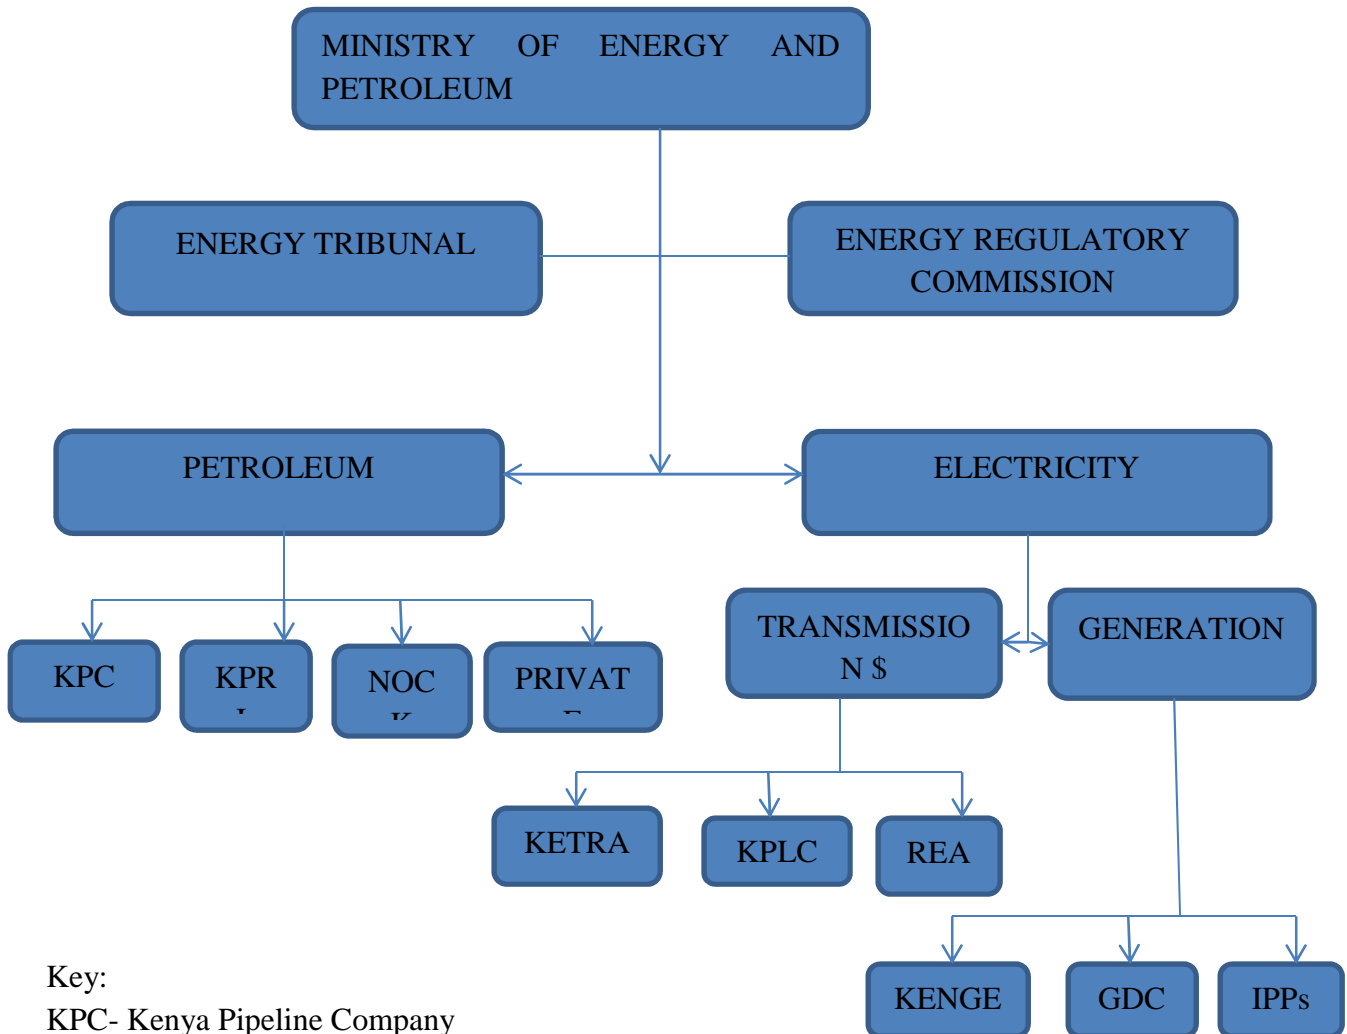 MINISTRY OF ENERGY AND
PETROLEUM
ENERGY TRIBUNAL
ENERGY REGULATORY
COMMISSION
PETROLEUM
ELECTRICITY
TRANSMISSIO
N $
GENERATION
KPC
KPR
NOC
PRIVAT
KETRA
KPLC
REA
KENGE
GDC
IPPs
Key:
KPC- Kenya Pipeline Company